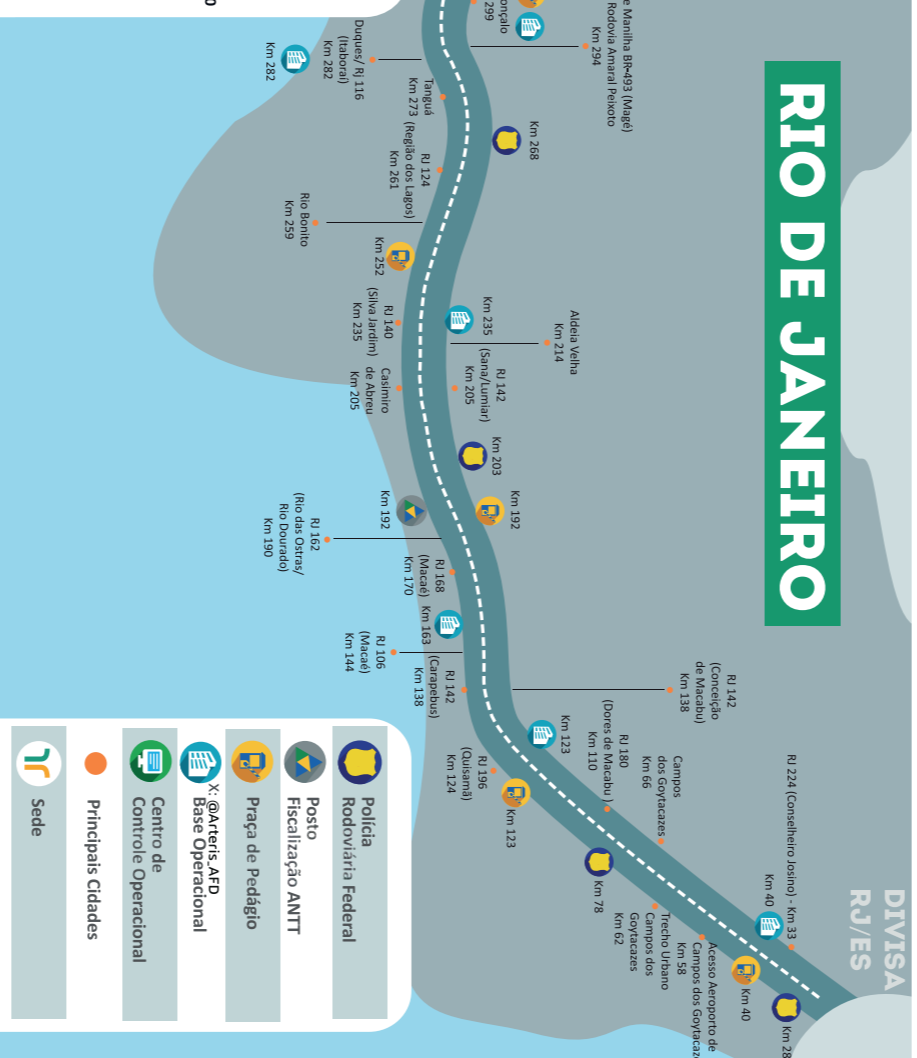 RIO DE JANEIRO
DIVISA
RJ/ES
e Manilha BR-493 (Magé)
Rodovia Amaral Peixoto
Km 294
onçalo
299
Duques/ RJ 116
(Itaboraí)
Km 282
Km 282
Tanguá
Km 273
Km 268
RJ 124
(Região dos Lagos)
Km 261
Rio Bonito
Km 259
Km 252
Km 235
RJ 140
(Silva Jardim)
Km 235
Aldeia Velha
Km 214
RJ 142
(Sana/Lumiar)
Km 205
Casimiro
de Abreu
Km 205
Km 203
Km 192
Km 192
RJ 162
(Rio das Ostras/
Rio Dourado)
Km 190
RJ 168
(Macaé)
Km 170
Km 163
RJ 106
(Macaé)
Km 144
RJ 142
(Carapebus)
Km 138
RJ 142
(Conceição
de Macabu)
Km 138
Km 123
RJ 196
(Quisamã)
Km 124
Km 123
RJ 180
(Dores de Macabu )
Km 110
Km 78
Campos
dos Goytacazes
Km 66
Trecho Urbano
Campos dos
Goytacazes
Km 62
Acesso Aeroporto de
Campos dos Goytacaze
Km 58
Km 40
Km 40
RJ 224 (Conselheiro Josino) - Km 33
Km 28
Polícia
Rodoviária Federal
Posto
Fiscalização ANTT
Praça de Pedágio
X: @Arteris_AFD
Base Operacional
Centro de
Controle Operacional
Principais Cidades
Sede
0